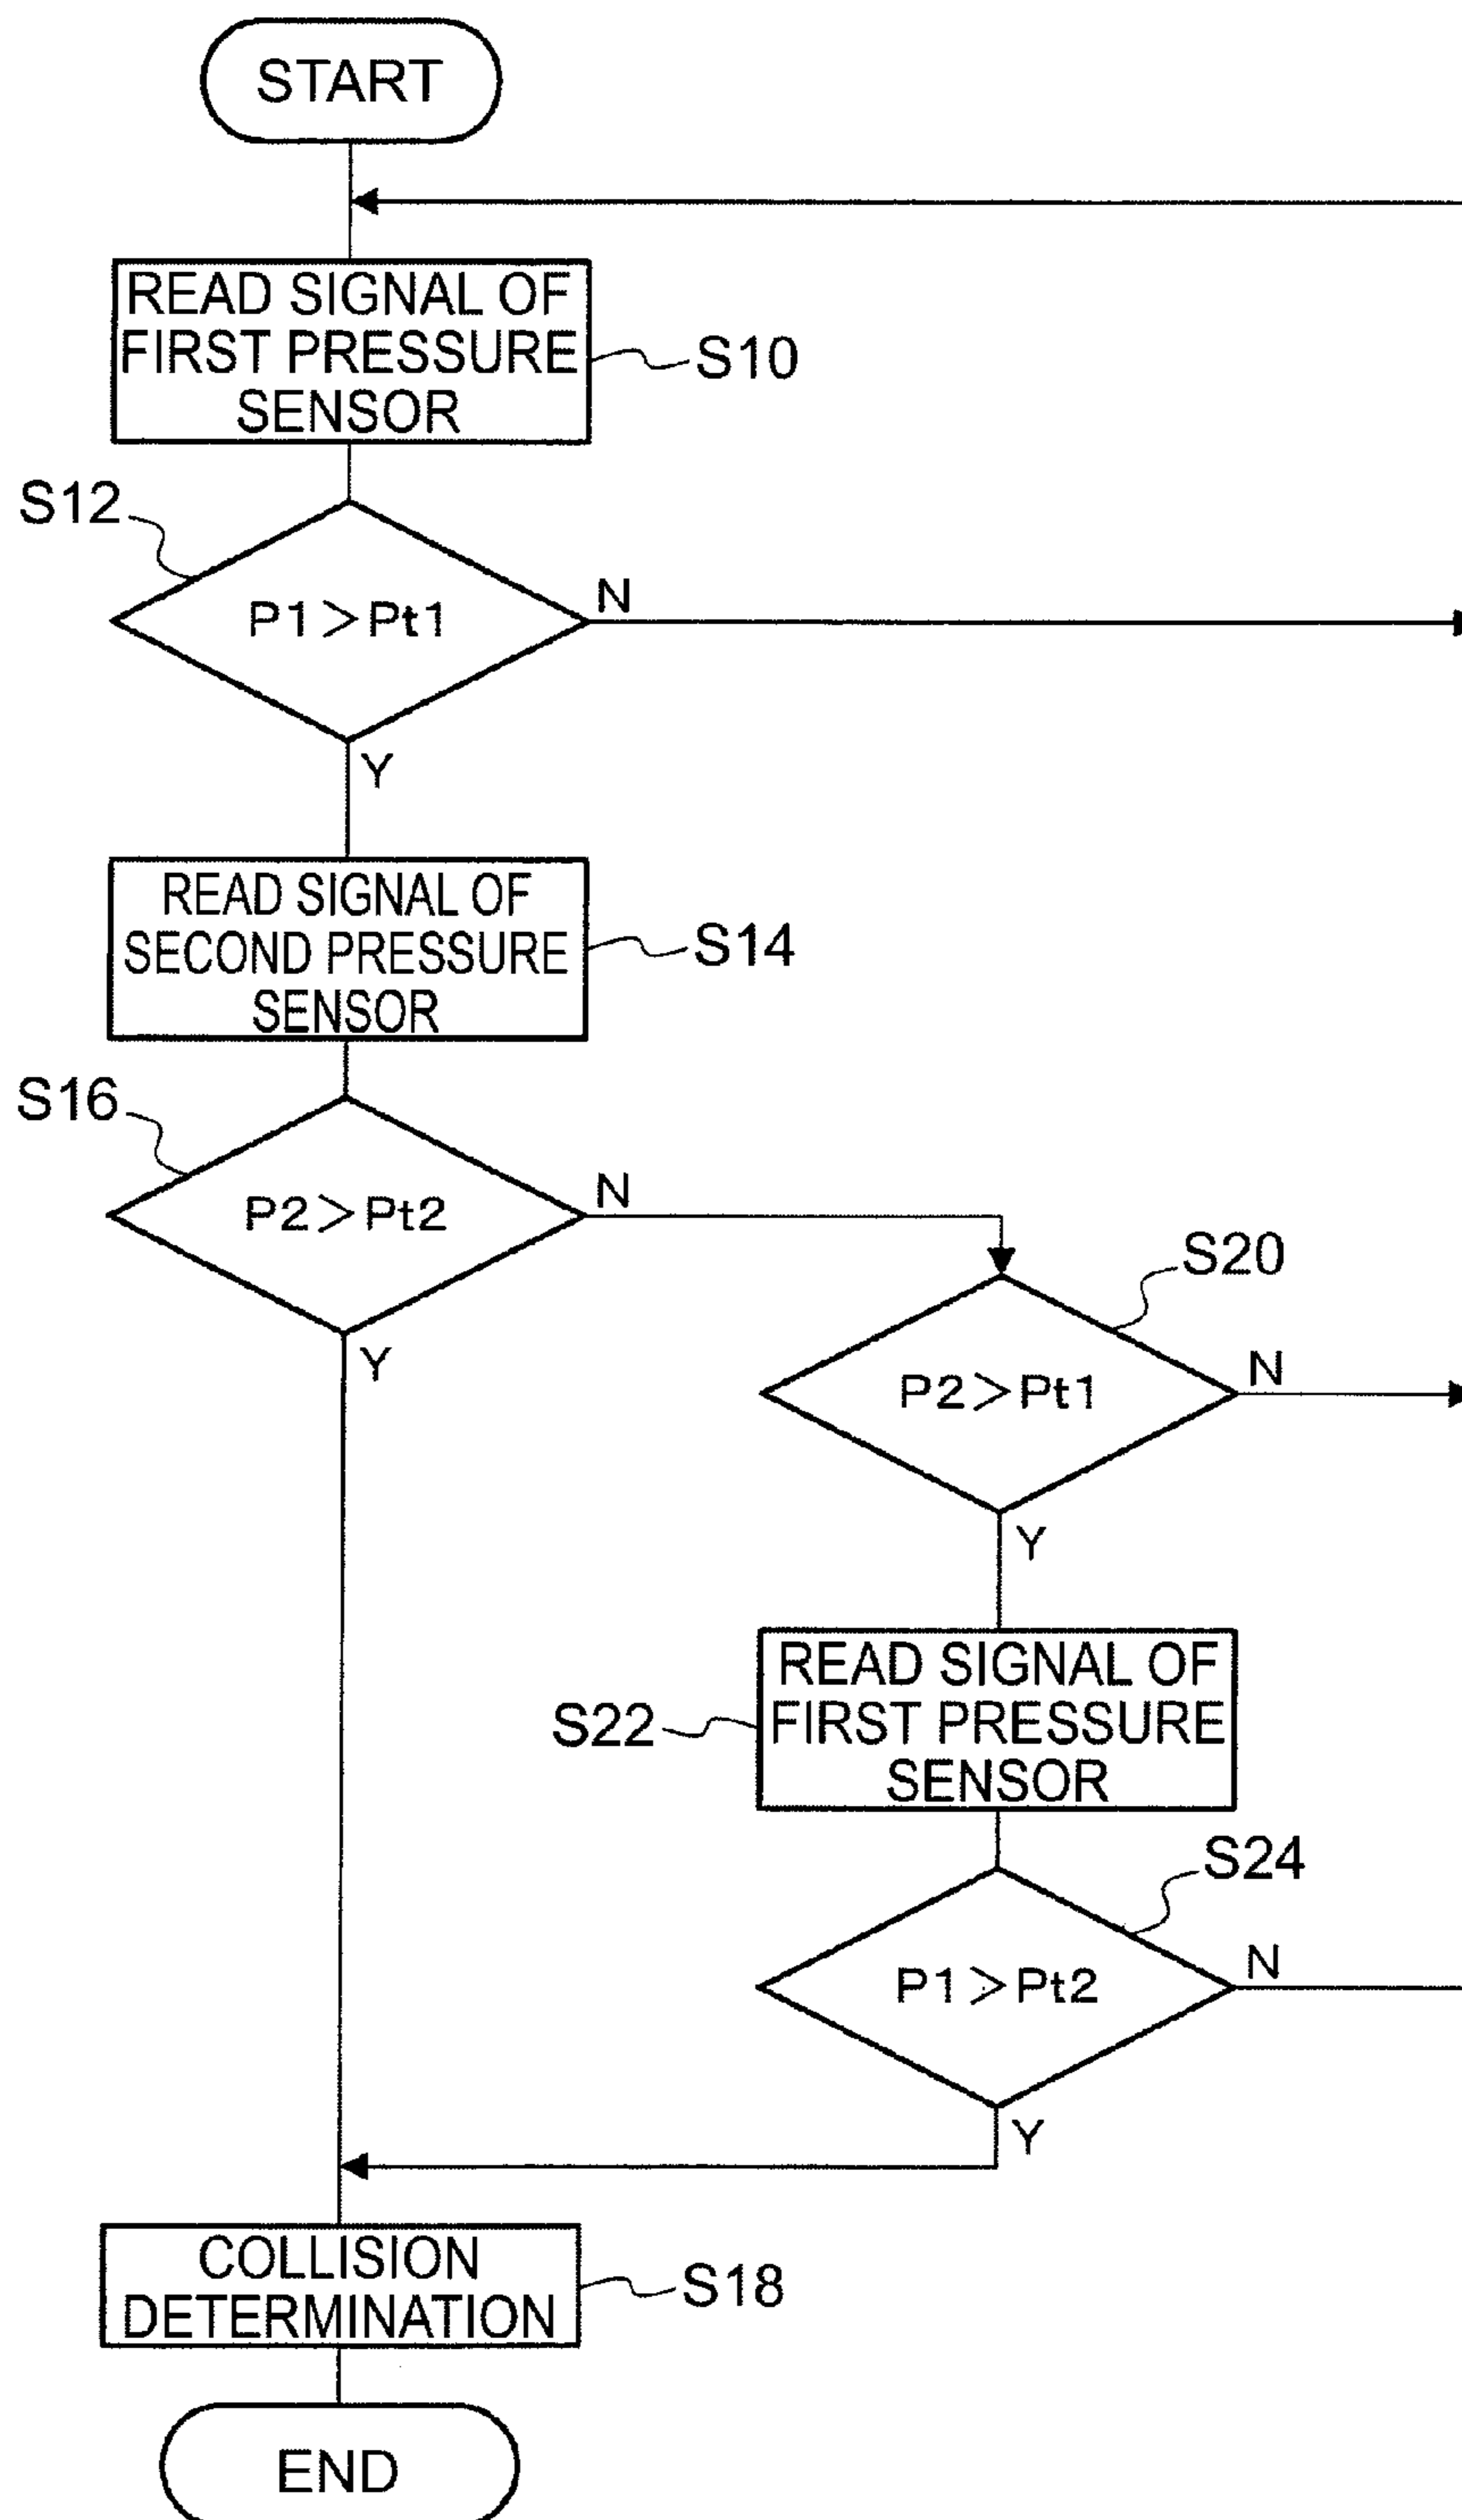 START
READ SIGNAL OF
FIRST PRESSURE
SENSOR
S10
S12
P1>Pt1
N
Y
READ SIGNAL OF
SECOND PRESSURE
SENSOR
S14
S16
P2>Pt2
N
Y
S20
P2>Pt1
N
Y
READ SIGNAL OF
FIRST PRESSURE
SENSOR
S22
S24
P1>Pt2
N
Y
COLLISION
DETERMINATION
S18
END